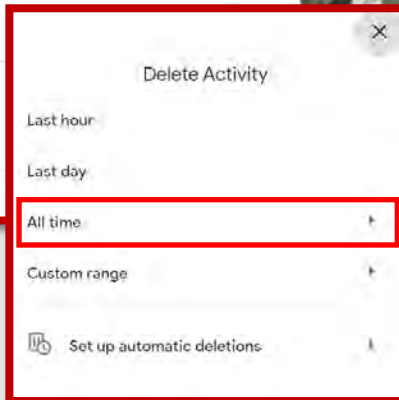 Delete Activity
Last hour
Last day
All time
Custom range
Set up automatic deletions